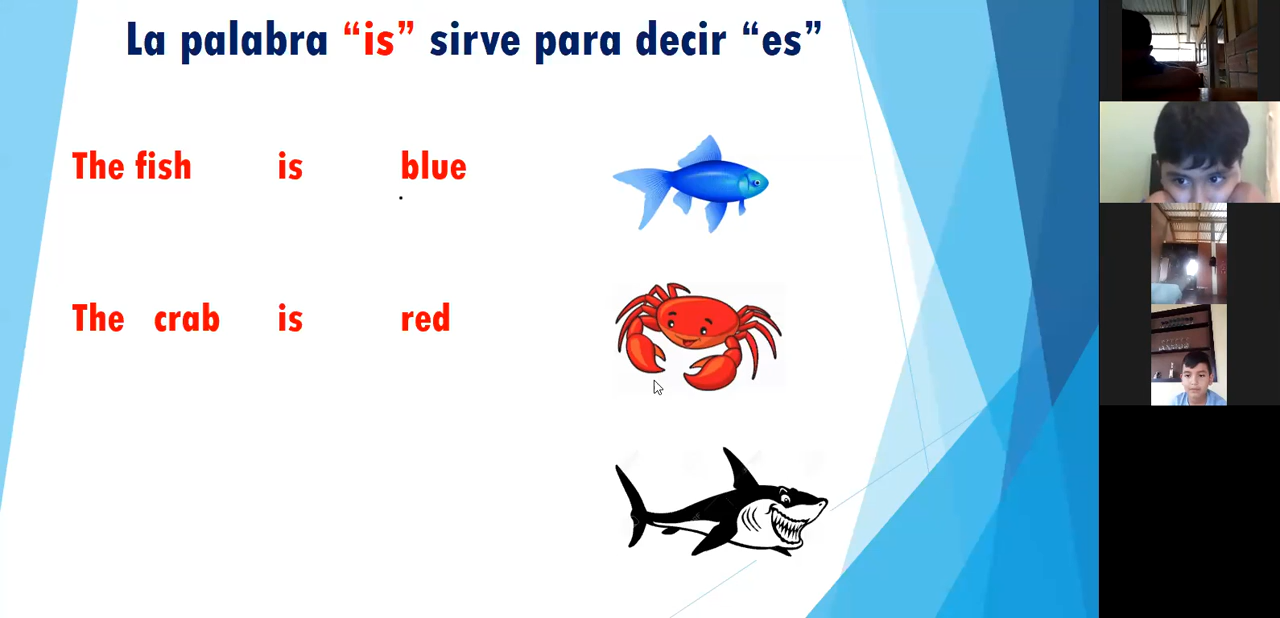 La palabra “is” sirve para decir “es”
The fish is blue
.
The crab is red